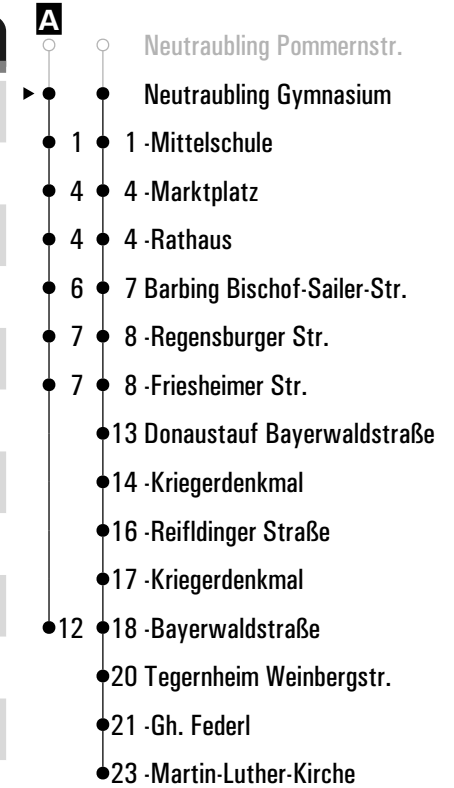 A
Neutraubling Pommernstr.
Neutraubling Gymnasium
1 1 -Mittelschule
4 4 -Marktplatz
4 4 -Rathaus
6 7 Barbing Bischof-Sailer-Str.
7 8 -Regensburger Str.
7 8 -Friesheimer Str.
13 Donaustauf Bayerwaldstraße
14 -Kriegerdenkmal
16 -Reifldinger Straße
17 -Kriegerdenkmal
12 18 -Bayerwaldstraße
20 Tegernheim Weinbergstr.
21 -Gh. Federl
23 -Martin-Luther-Kirche